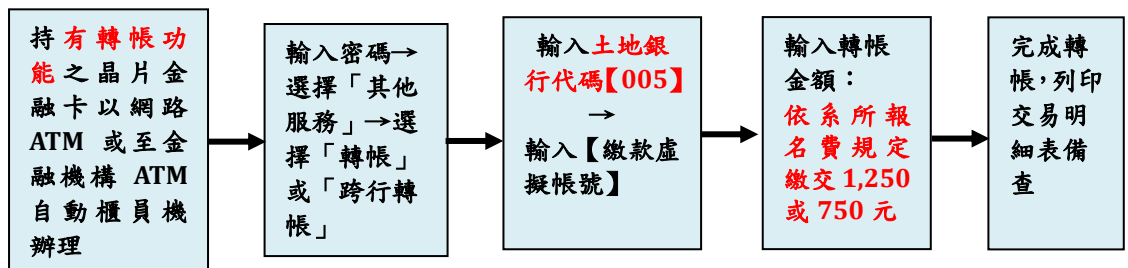 持有轉帳功
能之晶片金
融卡以網路
ATM 或至金
融機構 ATM
自動櫃員機
辦理
輸入密碼→
選擇「其他
服務」→選
擇「轉帳」
或「跨行轉
帳」
輸入土地銀
行代碼【005】
→
輸入【繳款虛
擬帳號】
輸入轉帳
金額：
依系所報
名費規定
繳交 1,250
或 750 元
完成轉
帳，列印
交易明
細表備
查